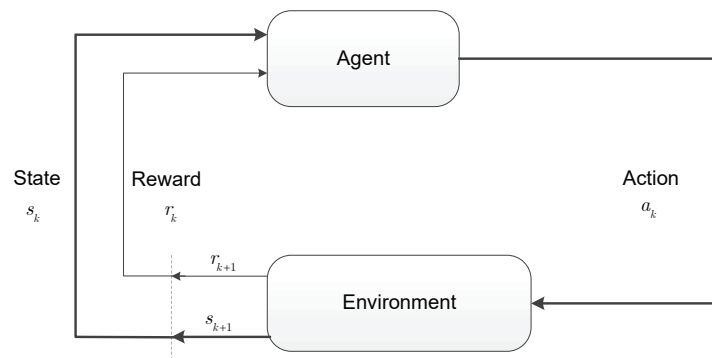 Agent
State
Reward
Action
s_k
r_k
a_k
r_{k+1}
Environment
s_{k+1}